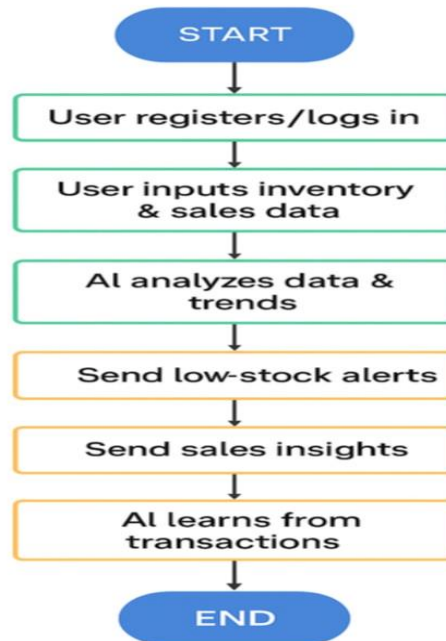 START
User registers/logs in
User inputs inventory
& sales data
AI analyzes data &
trends
Send low-stock alerts
Send sales insights
AI learns from
transactions
END